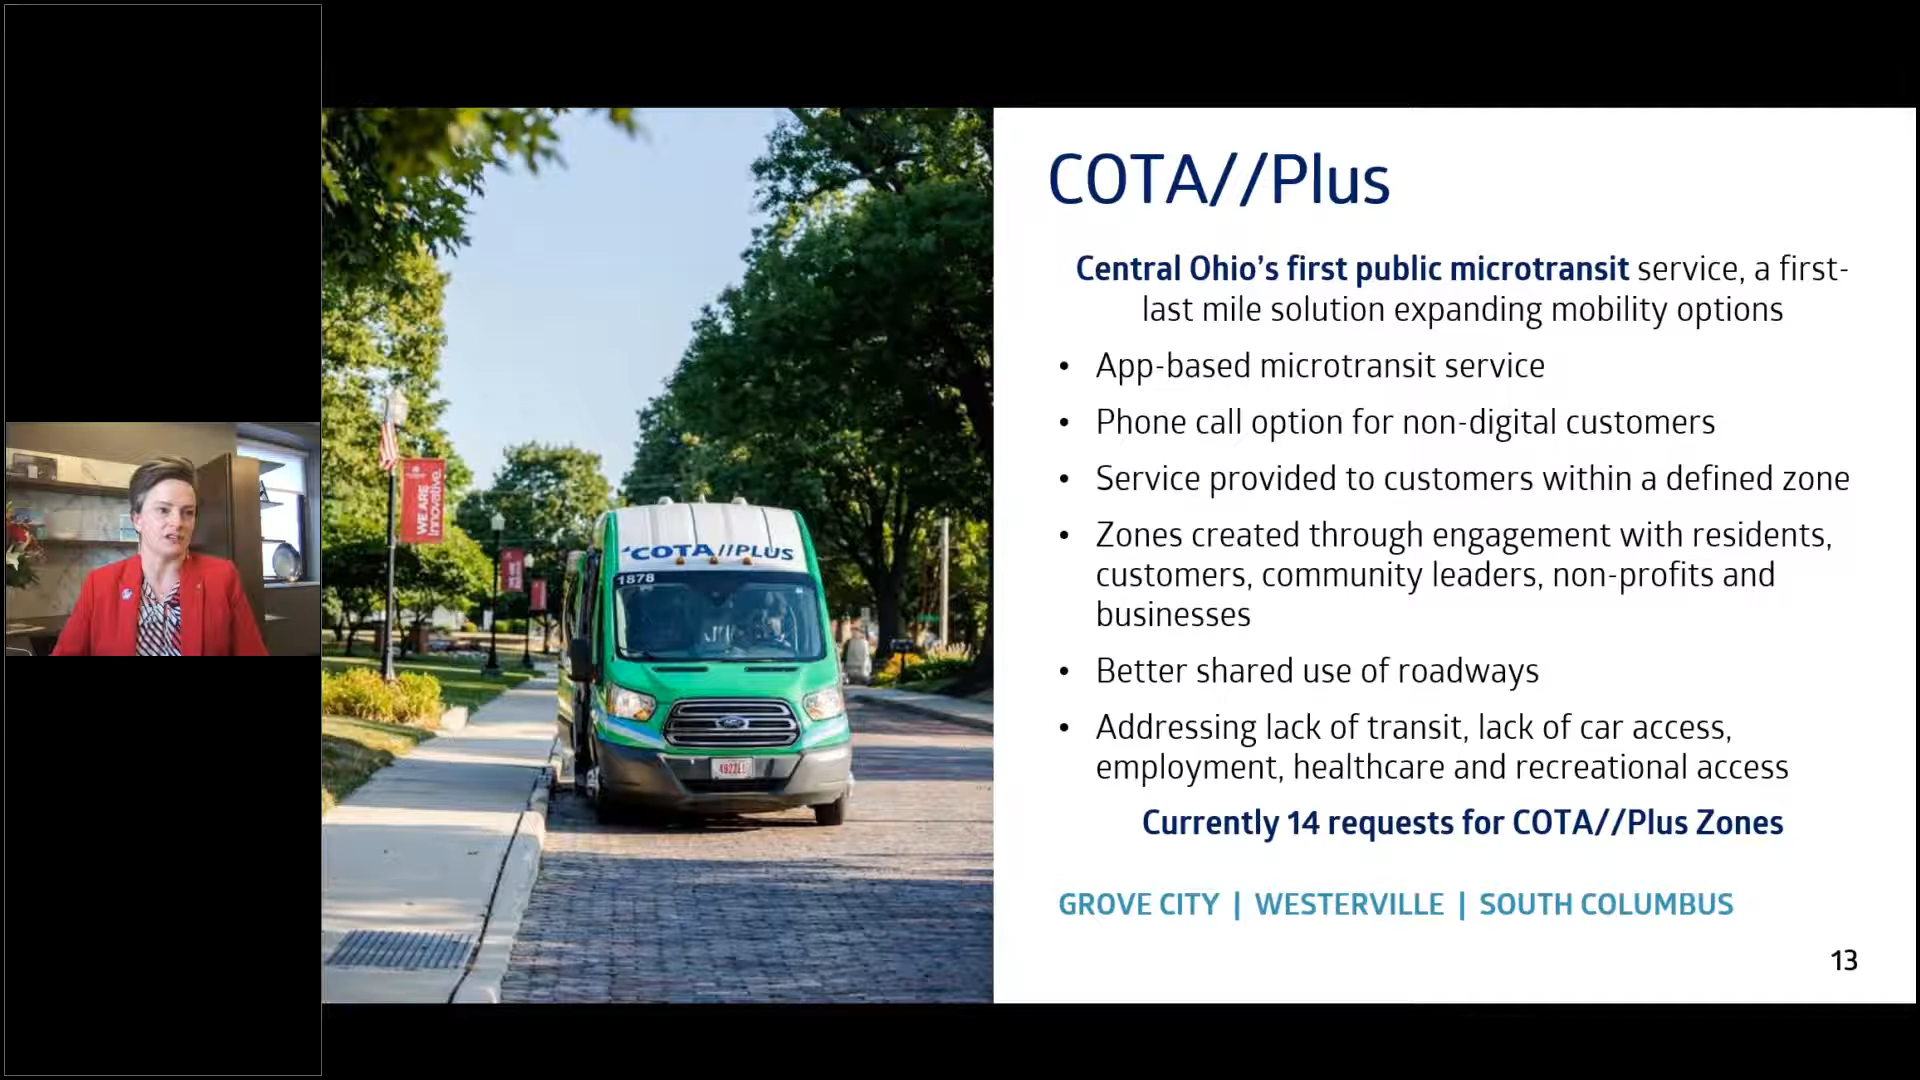 COTA//Plus
Central Ohio's first public microtransit service, a first-
last mile solution expanding mobility options
• App-based microtransit service
• Phone call option for non-digital customers
• Service provided to customers within a defined zone
• Zones created through engagement with residents,
customers, community leaders, non-profits and
businesses
• Better shared use of roadways
• Addressing lack of transit, lack of car access,
employment, healthcare and recreational access
Currently 14 requests for COTA//Plus Zones
GROVE CITY | WESTERVILLE | SOUTH COLUMBUS
13
WE ARE
Innovative.
COTA//PLUS
1878
Ford